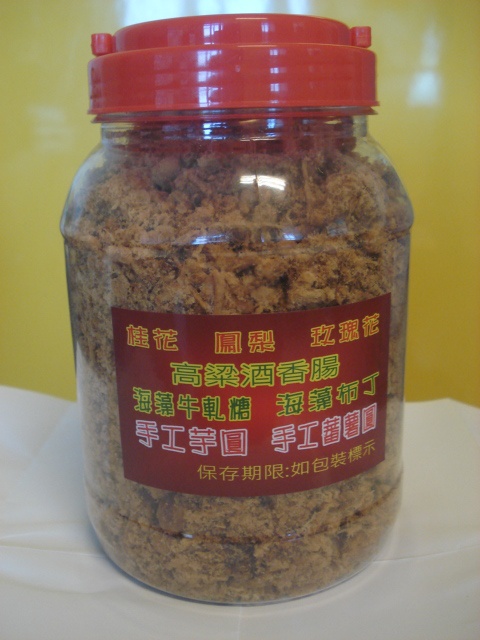 桂花 鳳梨 玫瑰花
高粱酒香腸
海藻牛軋糖 海藻布丁
手工芋圓 手工蕃薯圓
保存期限:如包裝標示